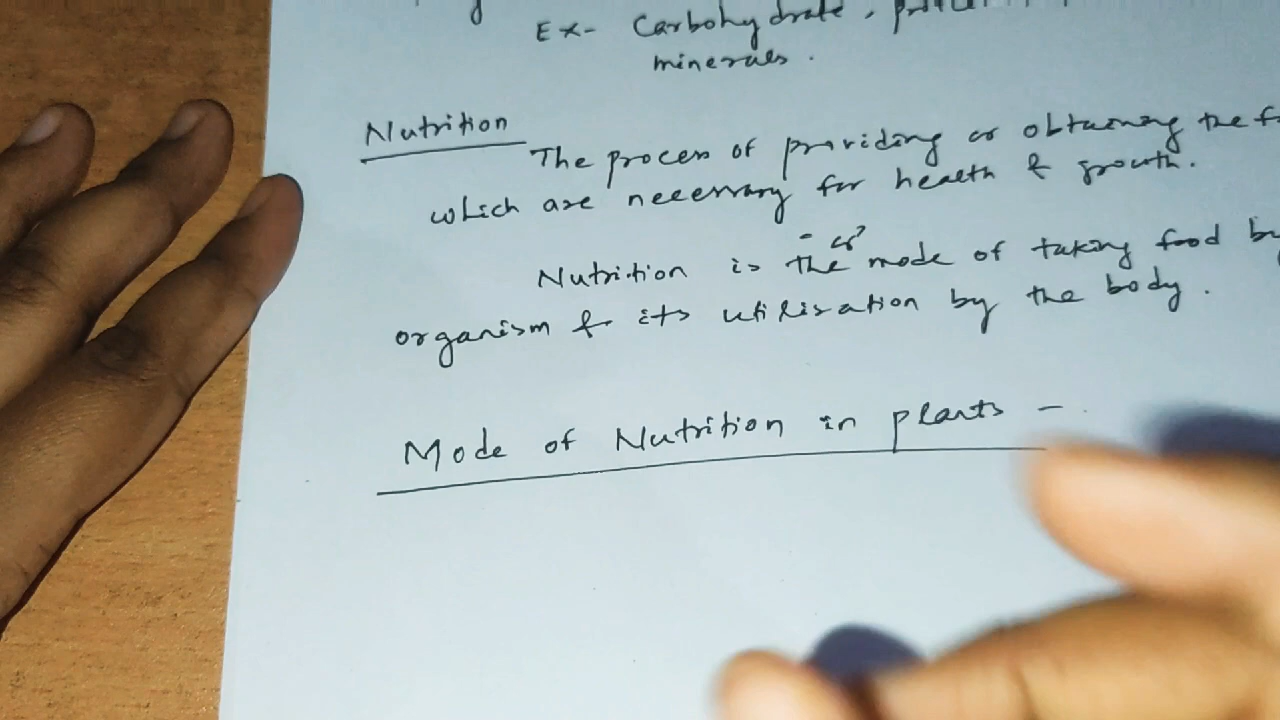 Ex- Carbohydrate,
minerals.
Nutrition
The process of providing or obtaining the
which are necessary for health & growth.
- or
Nutrition is the mode of taking food by
organism & its utilisation by the body.
Mode of Nutrition in plants -